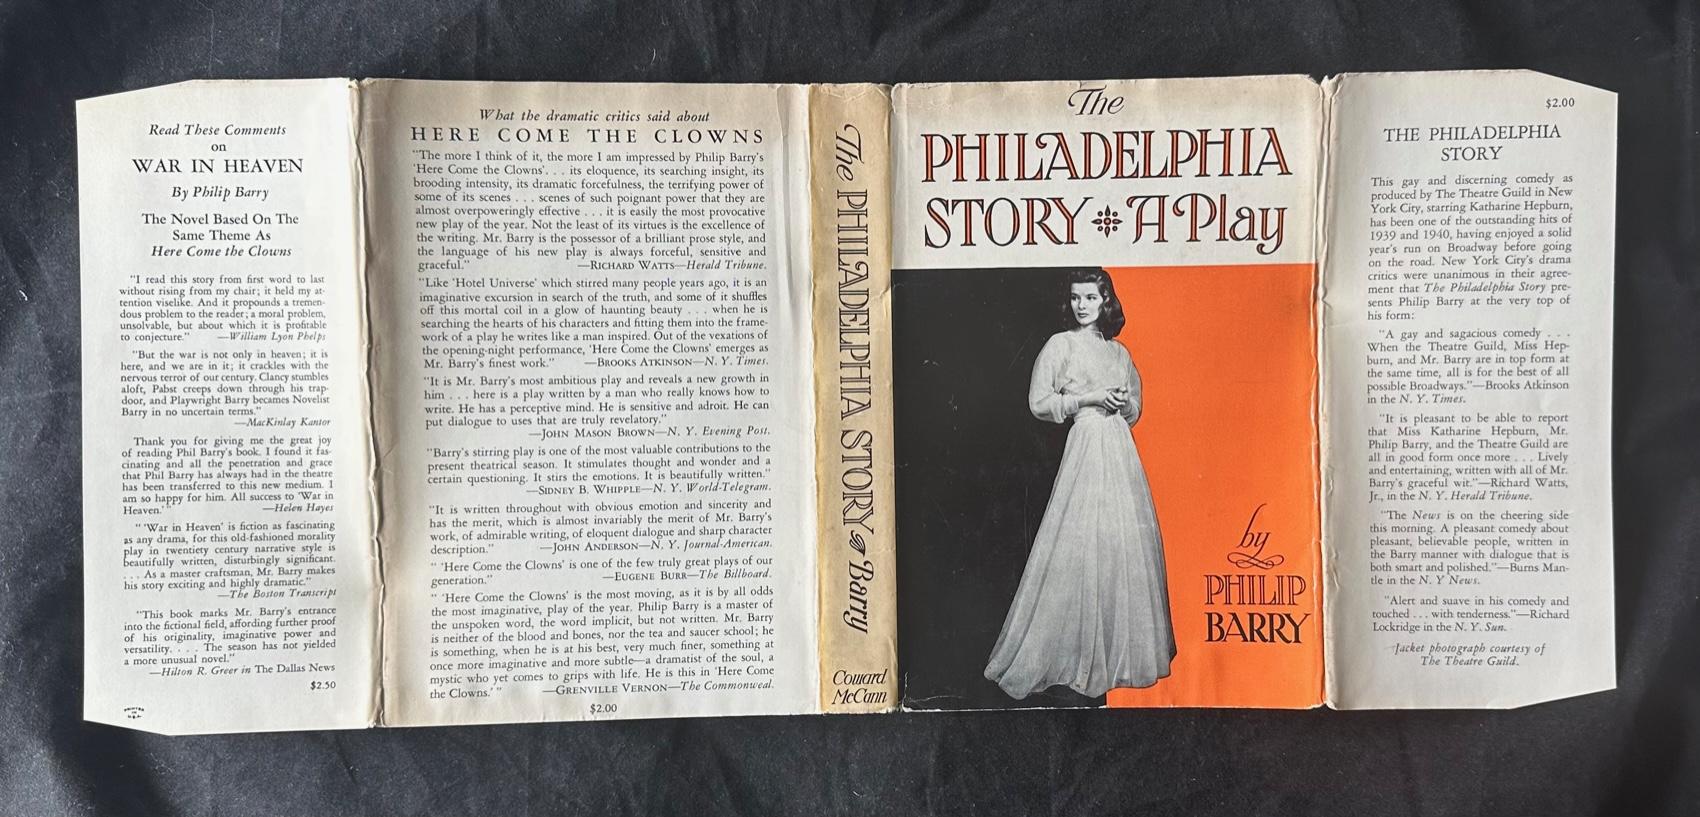 Read These Comments
on
WAR IN HEAVEN
By Philip Barry
The Novel Based On The
Same Theme As
Here Come the Clowns
"I read this story from first word to last
without rising from my chair; it held my at-
tention viselike. And it propounds a tremen-
dous problem to the reader; a moral problem,
unsolvable, but about which it is profitable
to conjecture." —William Lyon Phelps
"But the war is not only in heaven; it is
here, and we are in it; it crackles with the
nervous terror of our century. Clancy stumbles
aloft, Pabst creeps down through his trap-
door, and Playwright Barry becames Novelist
Barry in no uncertain terms."
—MacKinlay Kantor
Thank you for giving me the great joy
of reading Phil Barry's book. I found it fas-
cinating and all the penetration and grace
that Phil Barry has always had in the theatre
has been transferred to this new medium. I
am so happy for him. All success to 'War in
Heaven.'" —Helen Hayes
"'War in Heaven' is fiction as fascinating
as any drama, for this old-fashioned morality
play in twentiety century narrative style is
beautifully written, disturbingly significant.
. . . As a master craftsman, Mr. Barry makes
his story exciting and highly dramatic."
—The Boston Transcript
"This book marks Mr. Barry's entrance
into the fictional field, affording further proof
of his originality, imaginative power and
versatility. . . . The season has not yielded
a more unusual novel."
—Hilton R. Greer in The Dallas News
$2.50
PRINTED
IN
U.S.A.
What the dramatic critics said about
HERE COME THE CLOWNS
"The more I think of it, the more I am impressed by Philip Barry's
'Here Come the Clowns'. . . its eloquence, its searching insight, its
brooding intensity, its dramatic forcefulness, the terrifying power of
some of its scenes . . . scenes of such poignant power that they are
almost overpoweringly effective . . . it is easily the most provocative
new play of the year. Not the least of its virtues is the excellence of
the writing. Mr. Barry is the possessor of a brilliant prose style, and
the language of his new play is always forceful, sensitive and
graceful." —RICHARD WATTS—Herald Tribune.
"Like 'Hotel Universe' which stirred many people years ago, it is an
imaginative excursion in search of the truth, and some of it shuffles
off this mortal coil in a glow of haunting beauty . . . when he is
searching the hearts of his characters and fitting them into the frame-
work of a play he writes like a man inspired. Out of the vexations of
the opening-night performance, 'Here Come the Clowns' emerges as
Mr. Barry's finest work." —BROOKS ATKINSON—N. Y. Times.
"It is Mr. Barry's most ambitious play and reveals a new growth in
him . . . here is a play written by a man who really knows how to
write. He has a perceptive mind. He is sensitive and adroit. He can
put dialogue to uses that are truly revelatory."
—JOHN MASON BROWN—N. Y. Evening Post.
"Barry's stirring play is one of the most valuable contributions to the
present theatrical season. It stimulates thought and wonder and a
certain questioning. It stirs the emotions. It is beautifully written."
—SIDNEY B. WHIPPLE—N. Y. World-Telegram.
"It is written throughout with obvious emotion and sincerity and
has the merit, which is almost invariably the merit of Mr. Barry's
work, of admirable writing, of eloquent dialogue and sharp character
description." —JOHN ANDERSON—N. Y. Journal-American.
"'Here Come the Clowns' is one of the few truly great plays of our
generation." —EUGENE BURR—The Billboard.
"'Here Come the Clowns' is the most moving, as it is by all odds
the most imaginative, play of the year. Philip Barry is a master of
the unspoken word, the word implicit, but not written. Mr. Barry
is neither of the blood and bones, nor the tea and saucer school; he
is something, when he is at his best, very much finer, something at
once more imaginative and more subtle—a dramatist of the soul, a
mystic who yet comes to grips with life. He is this in 'Here Come
the Clowns.'" —GRENVILLE VERNON—The Commonweal.
$2.00
The PHILADELPHIA STORY Barry
Coward
McCann
The
PHILADELPHIA
STORY A Play
by
PHILIP
BARRY
$2.00
THE PHILADELPHIA
STORY
This gay and discerning comedy as
produced by The Theatre Guild in New
York City, starring Katharine Hepburn,
has been one of the outstanding hits of
1939 and 1940, having enjoyed a solid
year's run on Broadway before going
on the road. New York City's drama
critics were unanimous in their agree-
ment that The Philadelphia Story pre-
sents Philip Barry at the very top of
his form:
"A gay and sagacious comedy . . .
When the Theatre Guild, Miss Hep-
burn, and Mr. Barry are in top form at
the same time, all is for the best of all
possible Broadways."—Brooks Atkinson
in the N. Y. Times.
"It is pleasant to be able to report
that Miss Katharine Hepburn, Mr.
Philip Barry, and the Theatre Guild are
all in good form once more . . . Lively
and entertaining, written with all of Mr.
Barry's graceful wit."—Richard Watts,
Jr., in the N. Y. Herald Tribune.
"The News is on the cheering side
this morning. A pleasant comedy about
pleasant, believable people, written in
the Barry manner with dialogue that is
both smart and polished."—Burns Man-
tle in the N. Y News.
"Alert and suave in his comedy and
touched . . . with tenderness."—Richard
Lockridge in the N. Y. Sun.
Jacket photograph courtesy of
The Theatre Guild.